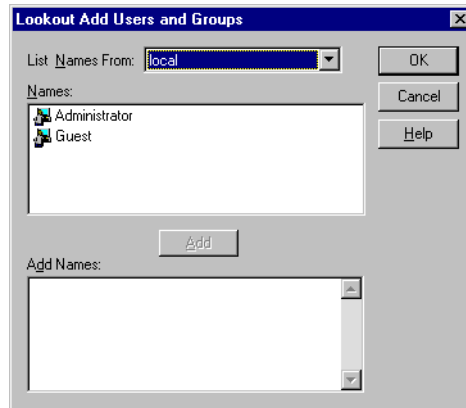 Lookout Add Users and Groups
List Names From: local
OK
Names:
Cancel
Administrator
Guest
Help
Add
Add Names: